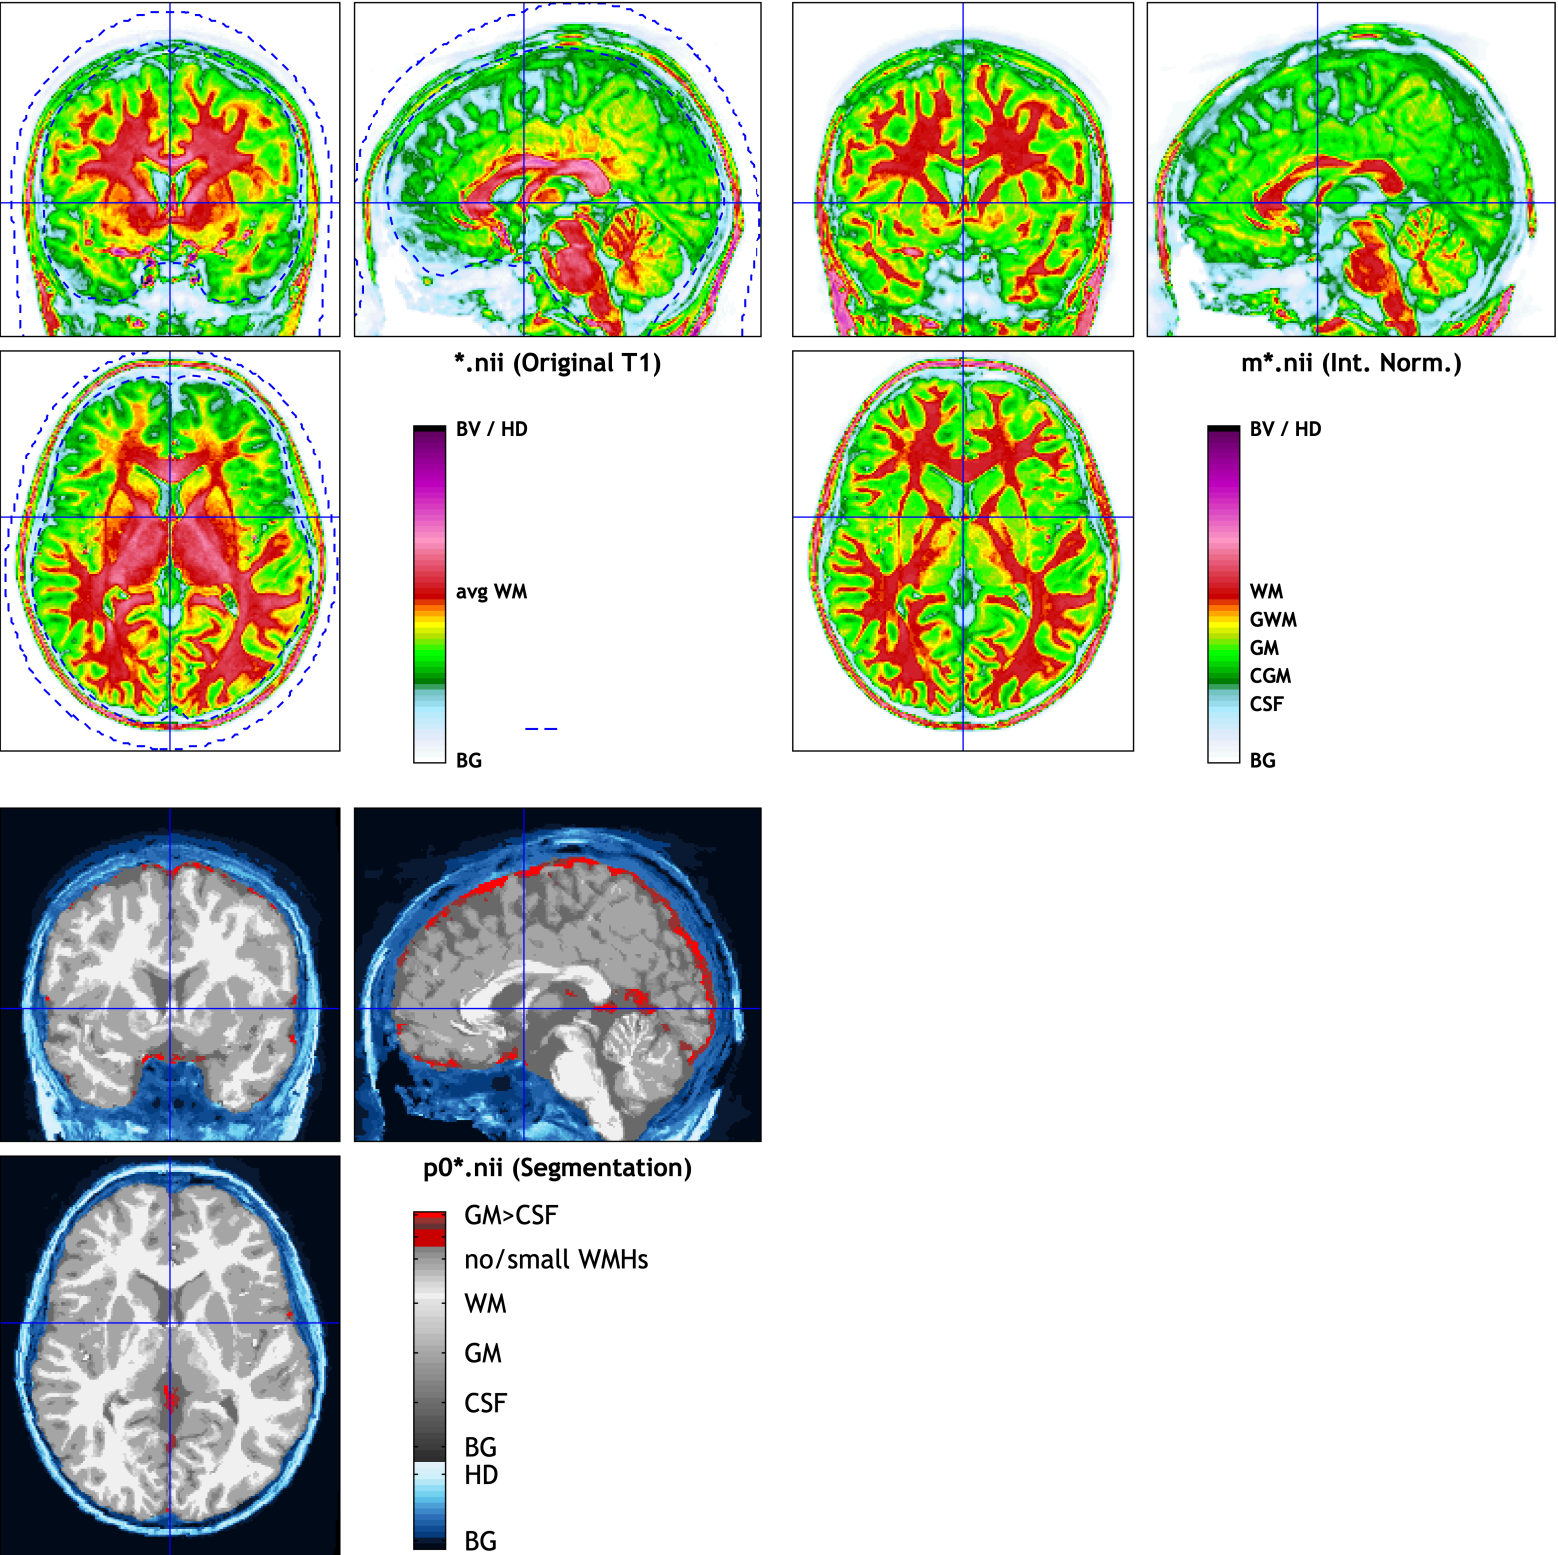 *.nii (Original T1)
BV / HD
avg WM
BG
m*.nii (Int. Norm.)
BV / HD
WM
GWM
GM
CGM
CSF
BG
p0*.nii (Segmentation)
GM>CSF
no/small WMHs
WM
GM
CSF
BG
HD
BG